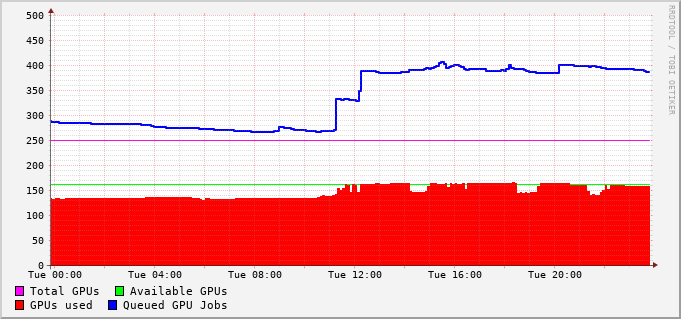 500
450
400
350
300
250
200
150
100
50
0
Tue 00:00 Tue 04:00 Tue 08:00 Tue 12:00 Tue 16:00 Tue 20:00
Total GPUs Available GPUs
GPUs used Queued GPU Jobs
RRDTOOL / TOBI OETIKER